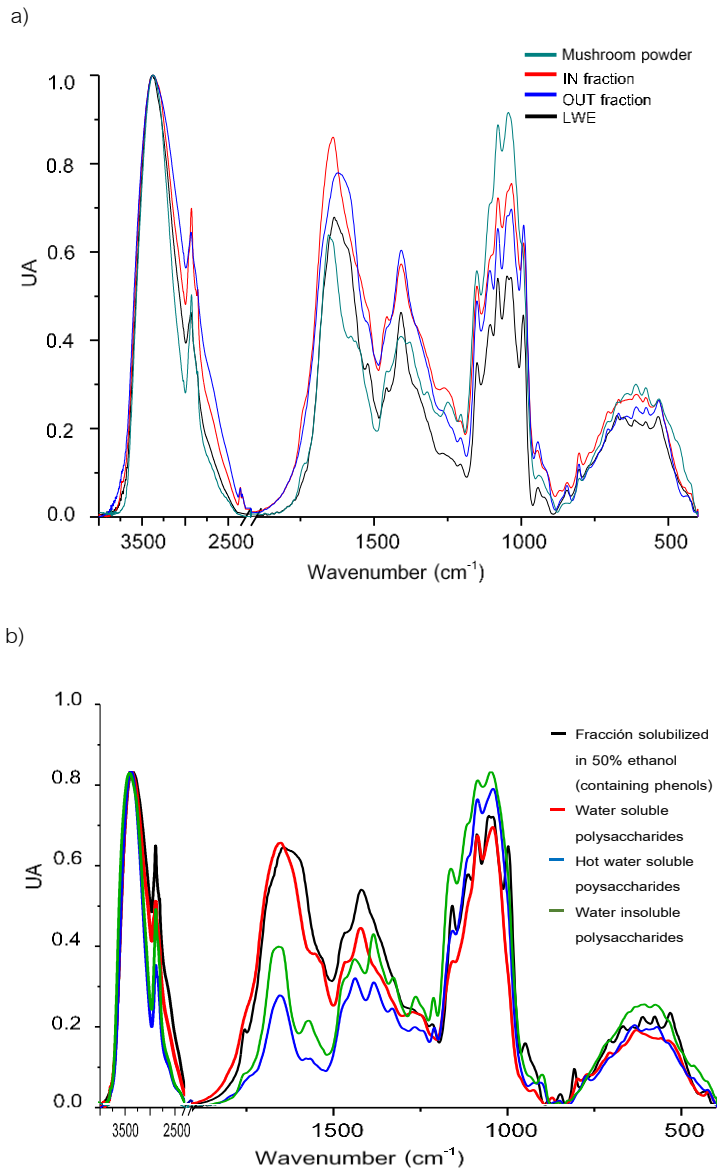 a)
Mushroom powder
IN fraction
OUT fraction
LWE
1.0
0.8
0.6
0.4
0.2
0.0
UA
3500 2500 1500 1000 500
Wavenumber (cm-1)
b)
1.0
0.8
0.6
0.4
0.2
0.0
UA
Fracción solubilized
in 50% ethanol
(containing phenols)
Water soluble
polysaccharides
Hot water soluble
poysaccharides
Water insoluble
polysaccharides
3500 2500 1500 1000 500
Wavenumber (cm-1)